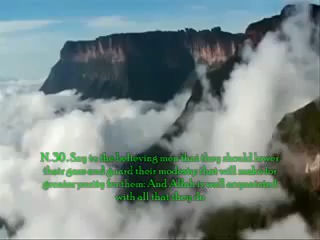 N.30. Say to the believing men that they should lower
their gaze and guard their modesty: that will make for
greater purity for them: And Allah is well acquainted
with all that they do.